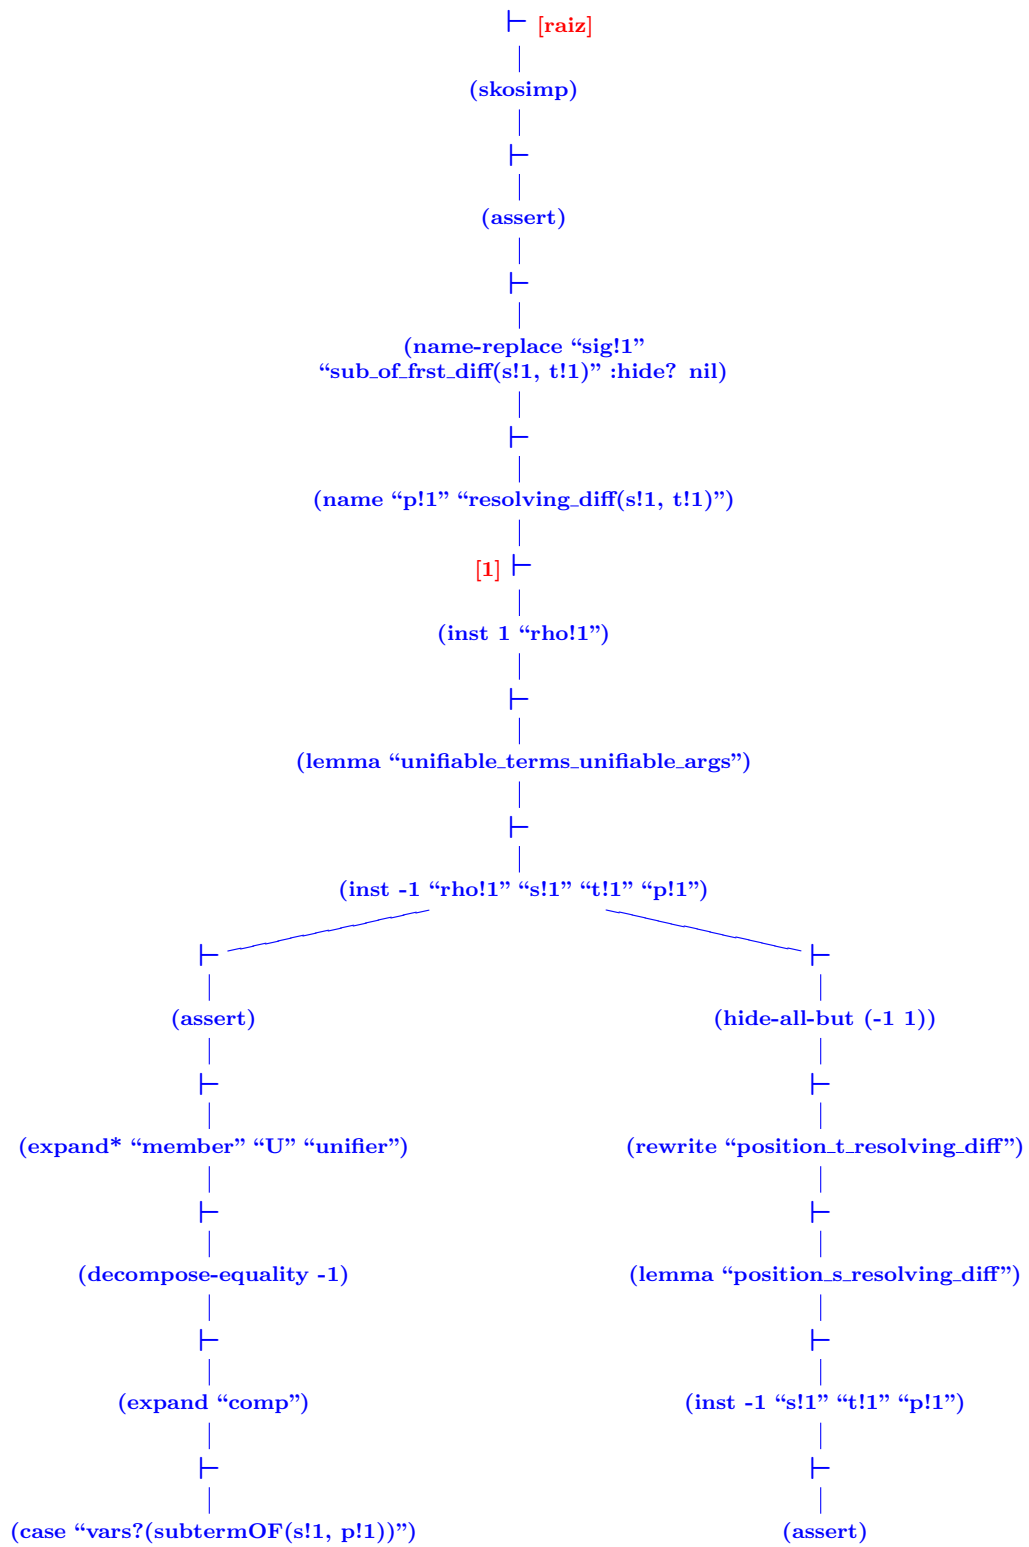 ⊢ [raiz]
(skosimp)
⊢
(assert)
⊢
(name-replace “sig!1”
“sub_of_frst_diff(s!1, t!1)” :hide? nil)
⊢
(name “p!1” “resolving_diff(s!1, t!1)”)
[1] ⊢
(inst 1 “rho!1”)
⊢
(lemma “unifiable_terms_unifiable_args”)
⊢
(inst -1 “rho!1” “s!1” “t!1” “p!1”)
⊢ ⊢
(assert) (hide-all-but (-1 1))
⊢ ⊢
(expand* “member” “U” “unifier”) (rewrite “position_t_resolving_diff”)
⊢ ⊢
(decompose-equality -1) (lemma “position_s_resolving_diff”)
⊢ ⊢
(expand “comp”) (inst -1 “s!1” “t!1” “p!1”)
⊢ ⊢
(case “vars?(subtermOF(s!1, p!1))”) (assert)